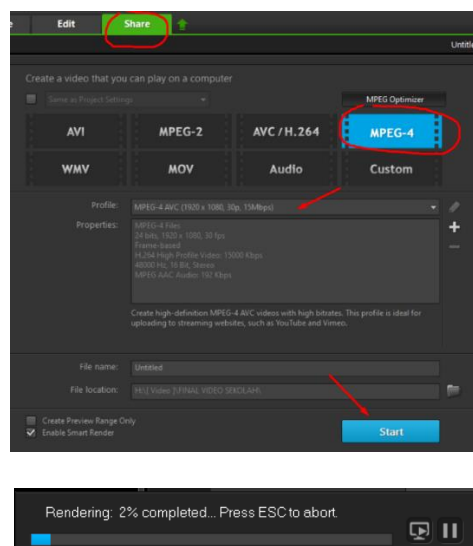 Edit Share
Create a video that you can play on a computer
Same as Project Settings MPEG Optimizer
AVI MPEG-2 AVC / H.264 MPEG-4
WMV MOV Audio Custom
Profile: MPEG-4 AVC (1920 x 1080, 30p, 15Mbps)
Properties: MPEG-4 Files
24 bits, 1920 x 1080, 30 fps
Frame-based
H.264 High Profile Video: 15000 Kbps
48000 Hz, 16 Bit, Stereo
MPEG AAC Audio: 192 Kbps
Create high-definition MPEG-4 AVC videos with high bitrates. This profile is ideal for
uploading to streaming websites, such as YouTube and Vimeo.
File name: Untitled
File location:
Create Preview Range Only
Enable Smart Render
Start
Rendering: 2% completed... Press ESC to abort.